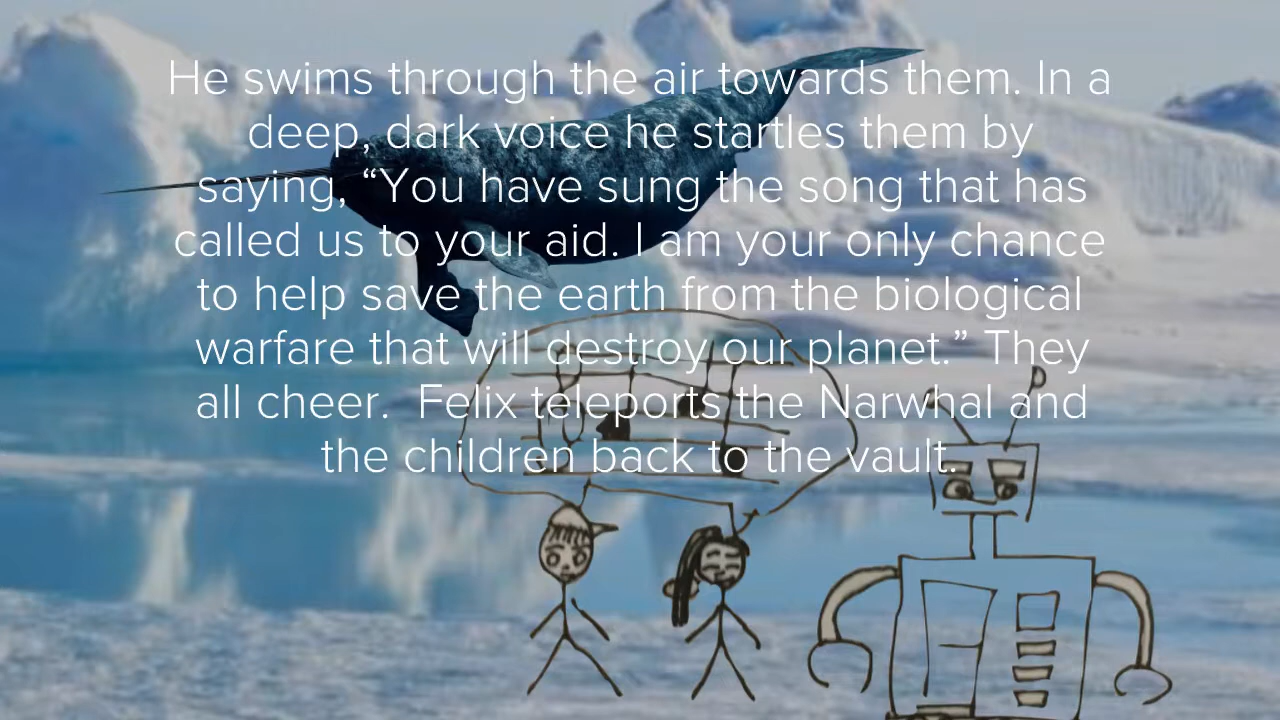 He swims through the air towards them. In a
deep, dark voice he startles them by
saying, “You have sung the song that has
called us to your aid. I am your only chance
to help save the earth from the biological
warfare that will destroy our planet.” They
all cheer.  Felix teleports the Narwhal and
the children back to the vault.